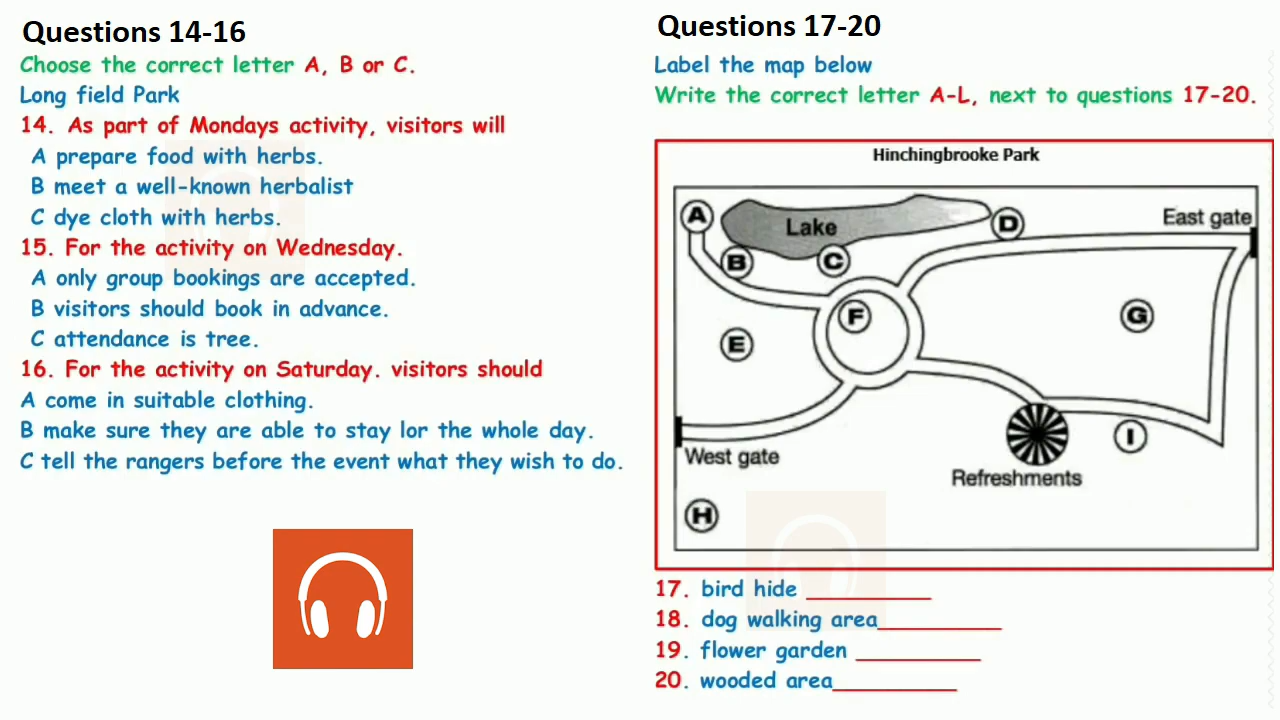 Questions 14-16
Choose the correct letter A, B or C.
Long field Park
14. As part of Mondays activity, visitors will
A prepare food with herbs.
B meet a well-known herbalist
C dye cloth with herbs.
15. For the activity on Wednesday.
A only group bookings are accepted.
B visitors should book in advance.
C attendance is tree.
16. For the activity on Saturday. visitors should
A come in suitable clothing.
B make sure they are able to stay lor the whole day.
C tell the rangers before the event what they wish to do.
Questions 17-20
Label the map below
Write the correct letter A-L, next to questions 17-20.
Hinchingbrooke Park
A
Lake
D
East gate
B
C
F
G
E
I
West gate
Refreshments
H
17. bird hide __________
18. dog walking area__________
19. flower garden __________
20. wooded area__________